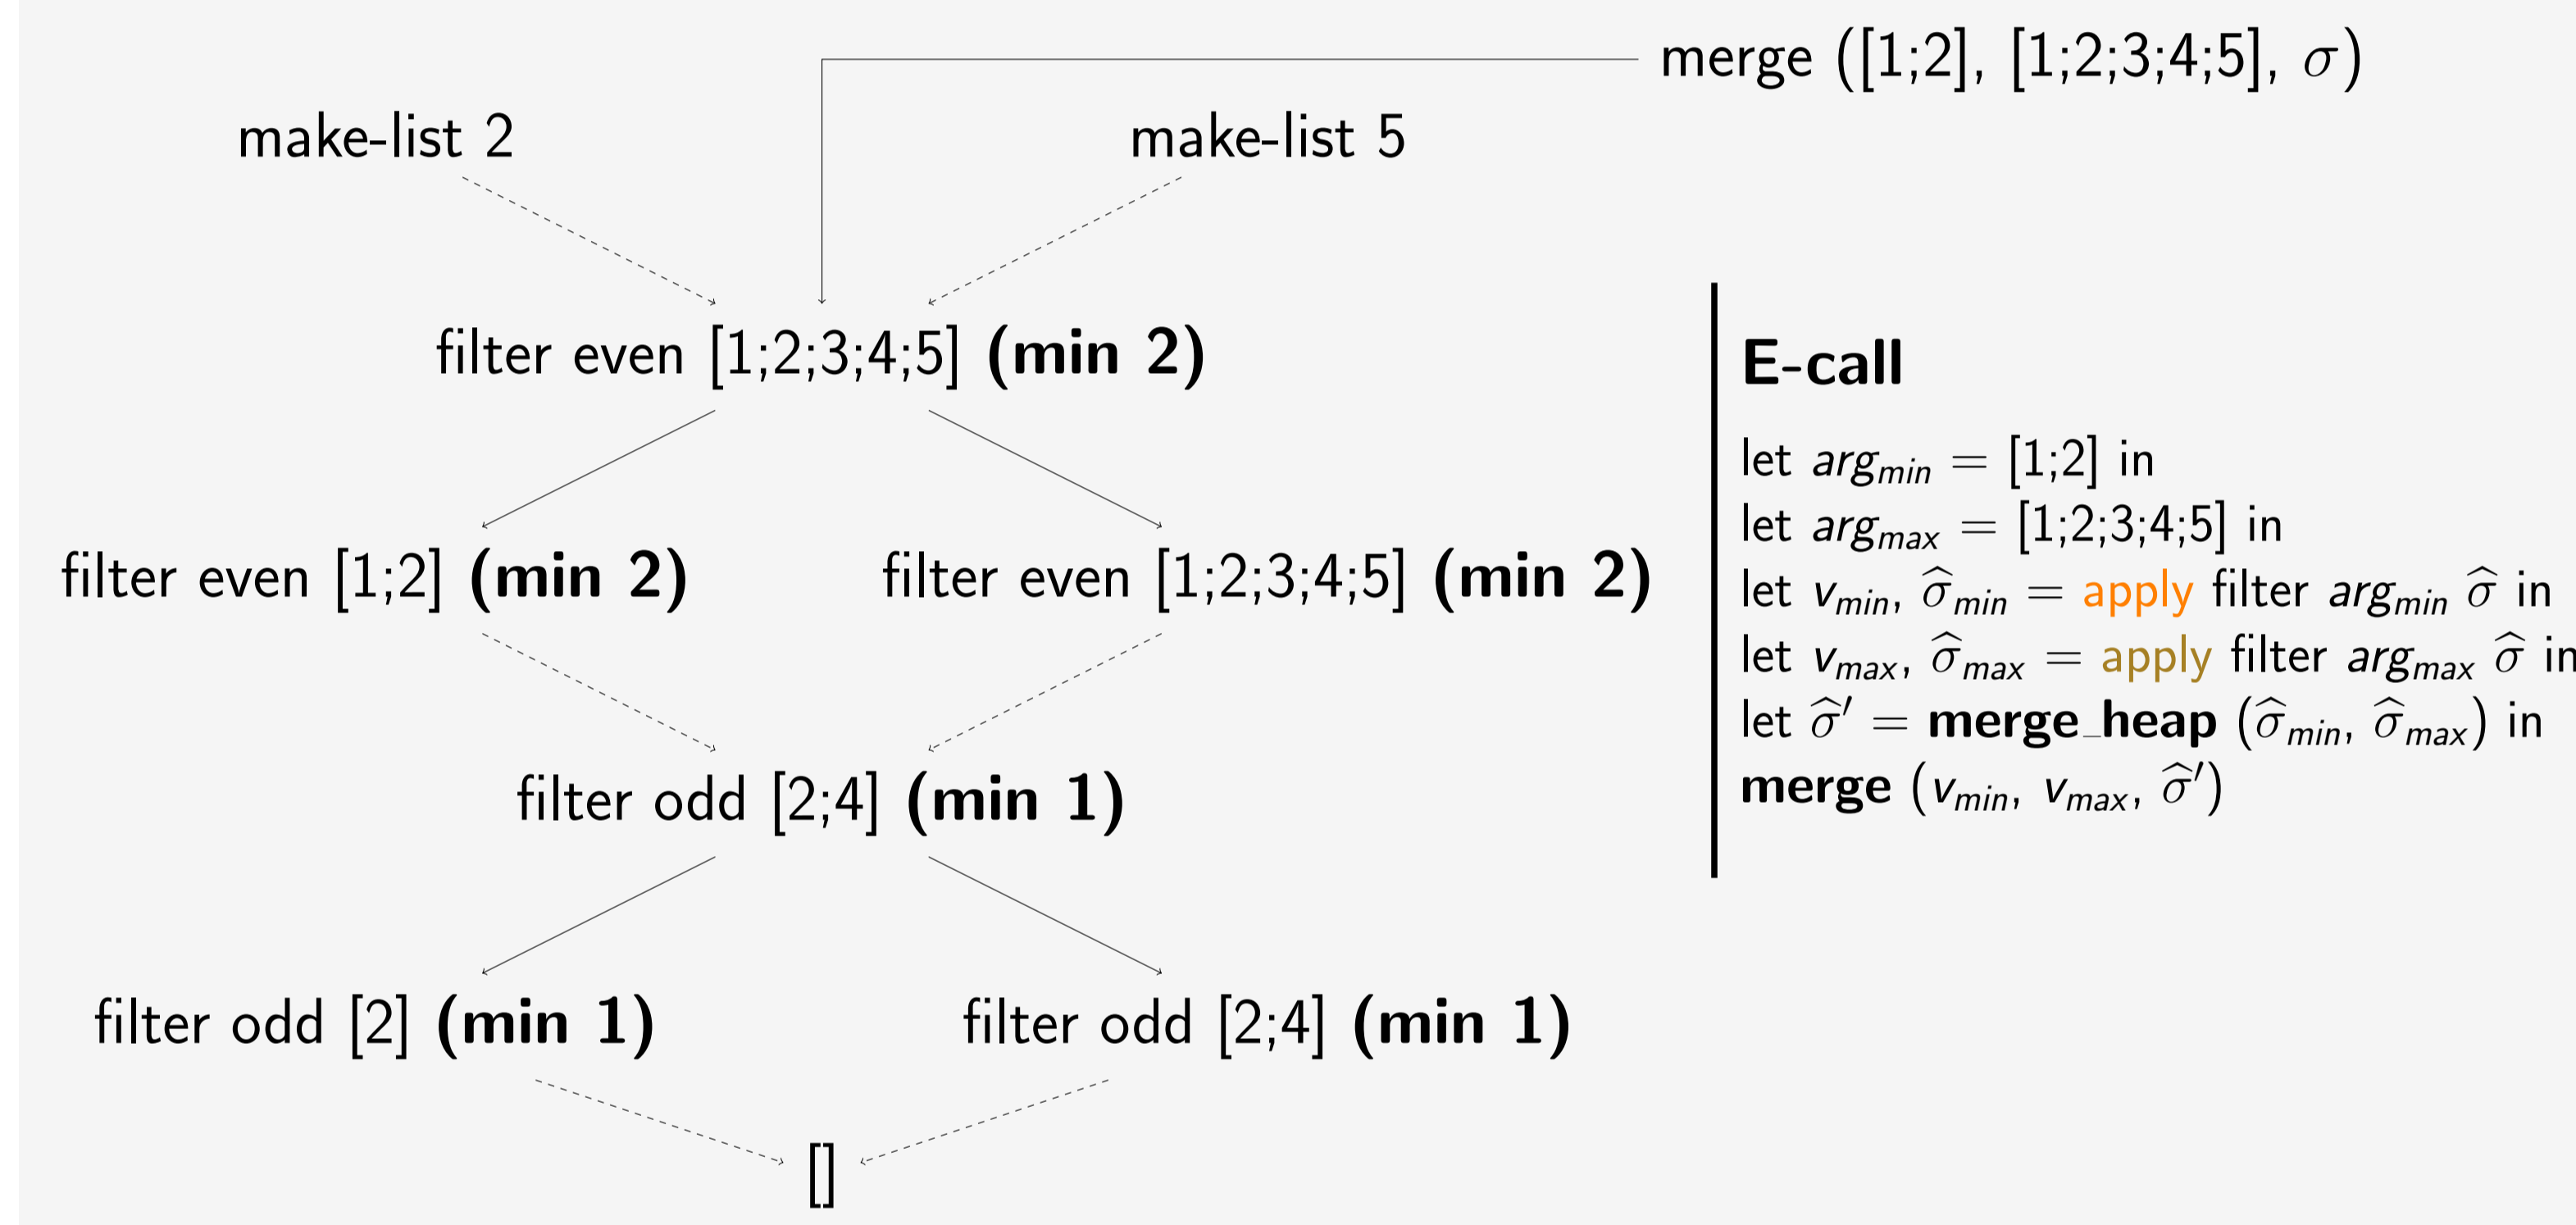 merge ([1;2], [1;2;3;4;5], σ)
make-list 2
make-list 5
filter even [1;2;3;4;5] (min 2)
filter even [1;2] (min 2)
filter even [1;2;3;4;5] (min 2)
filter odd [2;4] (min 1)
filter odd [2] (min 1)
filter odd [2;4] (min 1)
[]
E-call
let arg_min = [1;2] in
let arg_max = [1;2;3;4;5] in
let v_min, σ̂_min = apply filter arg_min σ̂ in
let v_max, σ̂_max = apply filter arg_max σ̂ in
let σ̂′ = merge_heap (σ̂_min, σ̂_max) in
merge (v_min, v_max, σ̂′)